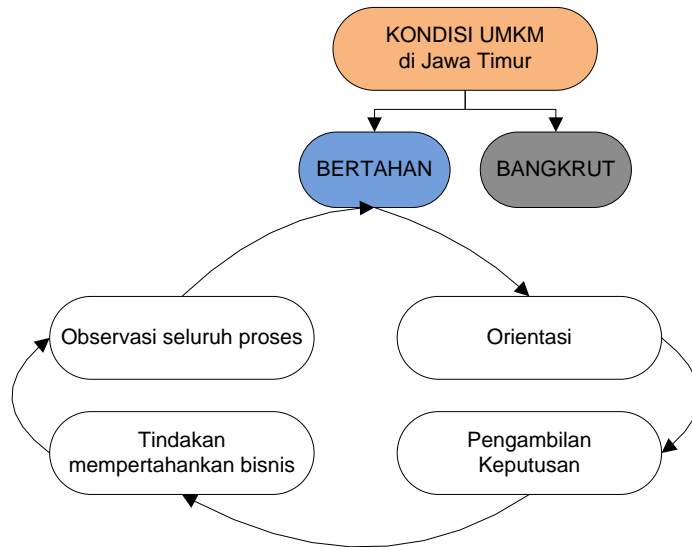 KONDISI UMKM
di Jawa Timur
BERTAHAN
BANGKRUT
Observasi seluruh proses
Orientasi
Tindakan
mempertahankan bisnis
Pengambilan
Keputusan